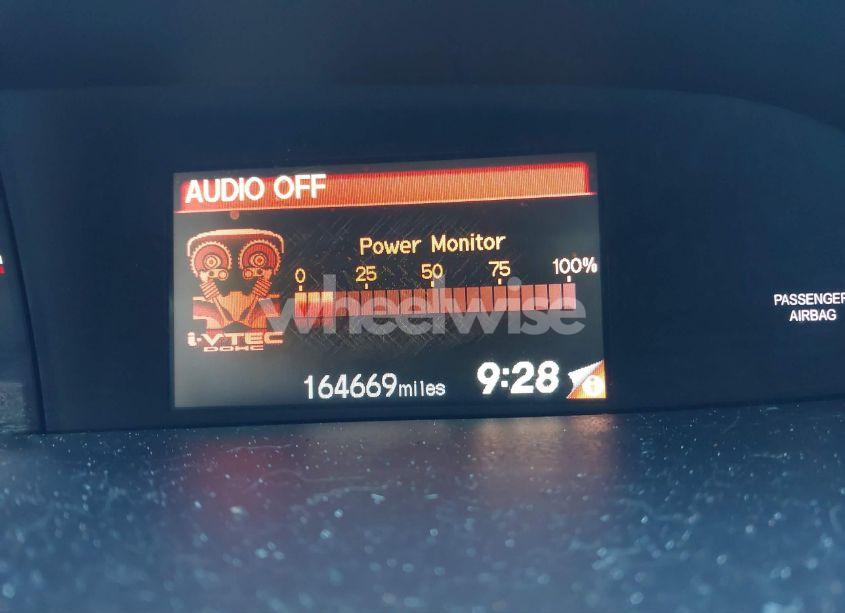 AUDIO OFF
Power Monitor
0 25 50 75 100%
wheelwise
i-VTEC
DOHC
164669miles 9:28
PASSENGER
AIRBAG